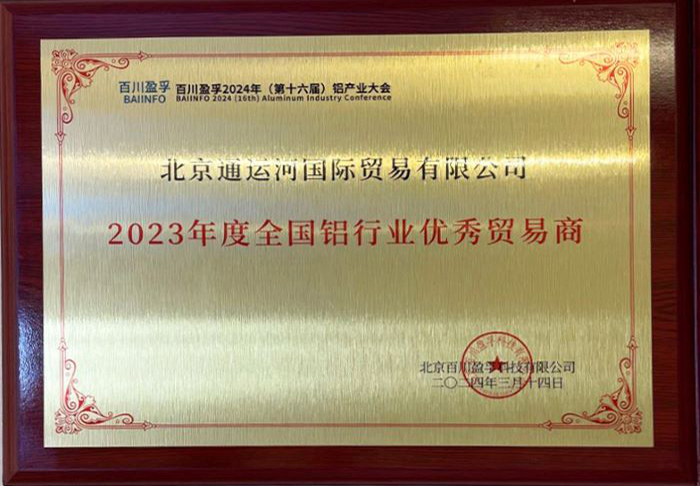 百川盈孚 百川盈孚2024年（第十六届）铝产业大会
BAIINFO BAIINFO 2024 (16th) Aluminum Industry Conference
北京通运河国际贸易有限公司
2023年度全国铝行业优秀贸易商
北京百川盈孚科技有限公司
二〇二四年三月十四日